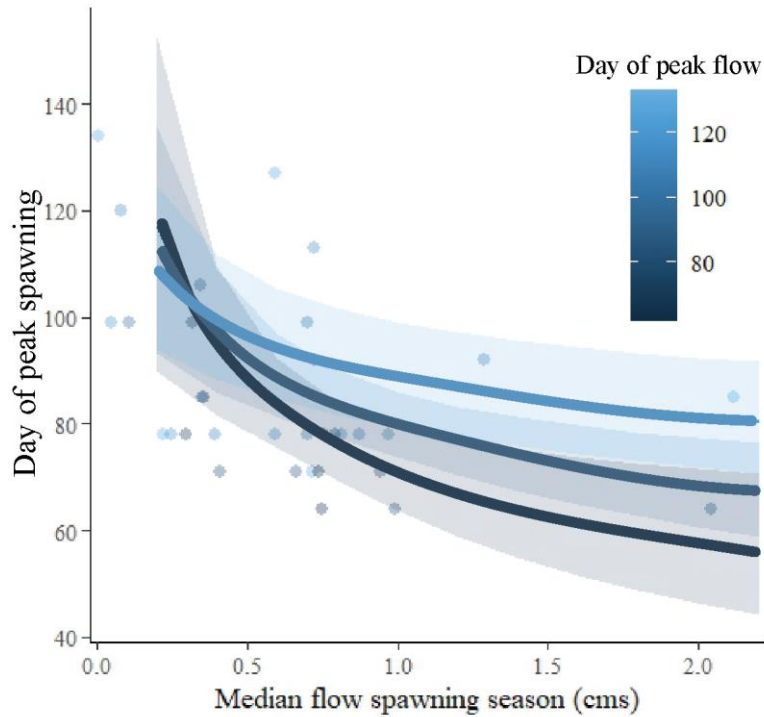 Day of peak flow
120
100
80
Day of peak spawning
140
120
100
80
60
40
0.0 0.5 1.0 1.5 2.0
Median flow spawning season (cms)